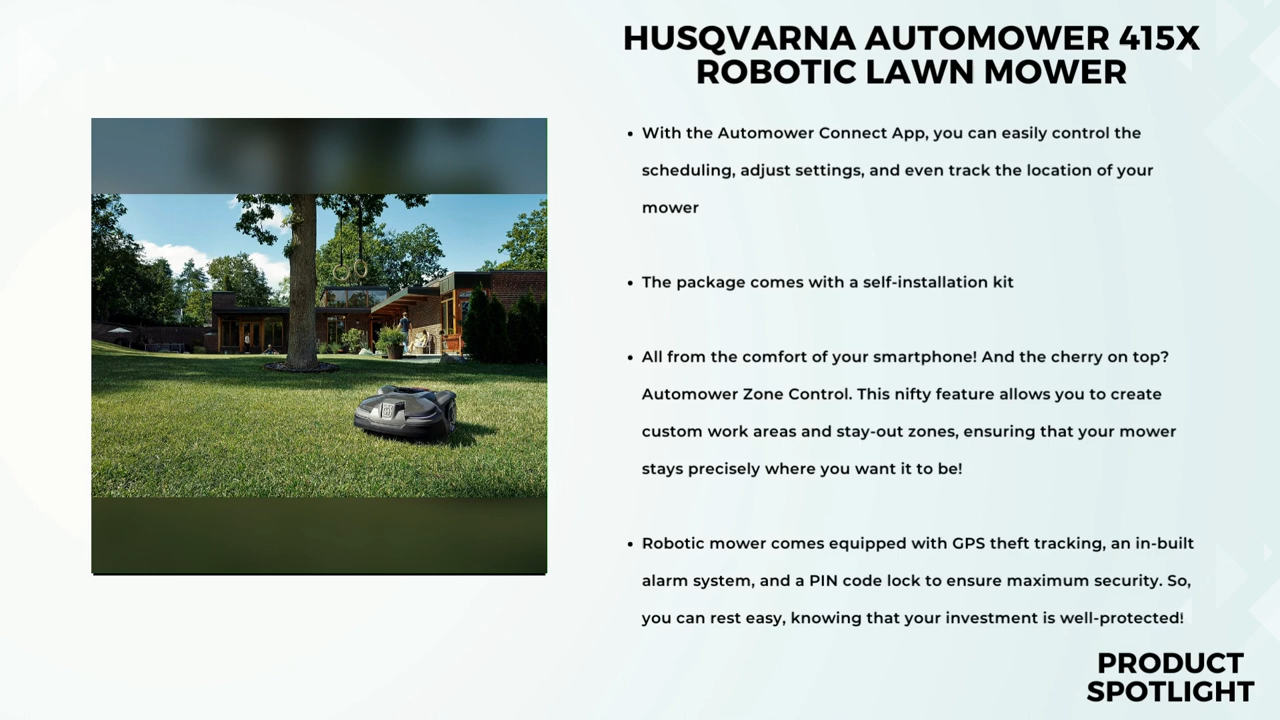 HUSQVARNA AUTOMOWER 415X
ROBOTIC LAWN MOWER
• With the Automower Connect App, you can easily control the
scheduling, adjust settings, and even track the location of your
mower
• The package comes with a self-installation kit
• All from the comfort of your smartphone! And the cherry on top?
Automower Zone Control. This nifty feature allows you to create
custom work areas and stay-out zones, ensuring that your mower
stays precisely where you want it to be!
• Robotic mower comes equipped with GPS theft tracking, an in-built
alarm system, and a PIN code lock to ensure maximum security. So,
you can rest easy, knowing that your investment is well-protected!
PRODUCT
SPOTLIGHT